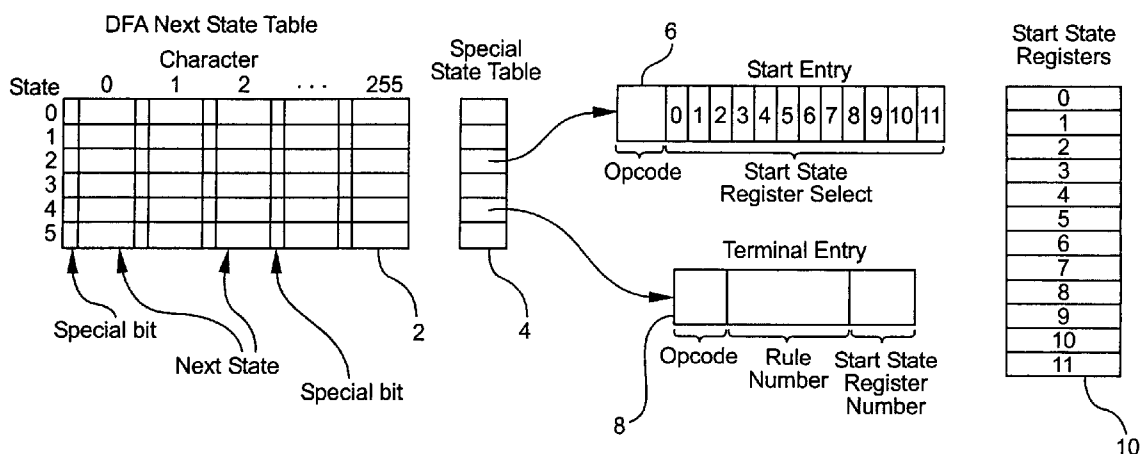 DFA Next State Table
Character
State 0 1 2 ... 255
0
1
2
3
4
5
Special bit
Next State
Special bit
2
Special
State Table
4
6
Start Entry
0 1 2 3 4 5 6 7 8 9 10 11
Opcode
Start State
Register Select
Terminal Entry
8
Opcode
Rule
Number
Start State
Register
Number
Start State
Registers
0
1
2
3
4
5
6
7
8
9
10
11
10